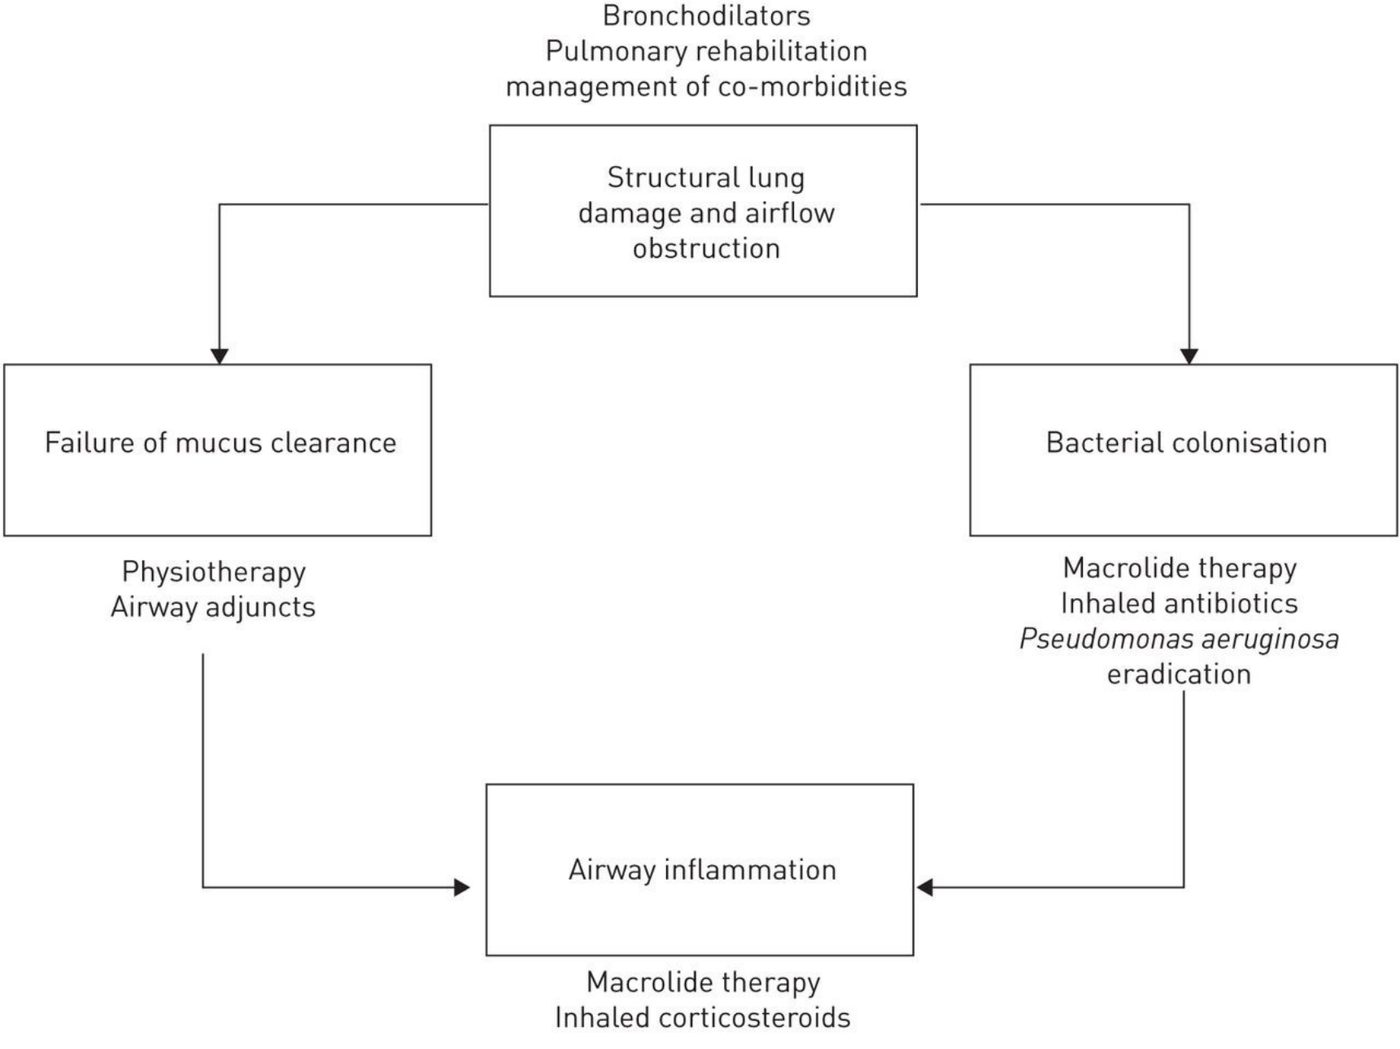 Bronchodilators
Pulmonary rehabilitation
management of co-morbidities
Structural lung
damage and airflow
obstruction
Failure of mucus clearance
Bacterial colonisation
Physiotherapy
Airway adjuncts
Macrolide therapy
Inhaled antibiotics
Pseudomonas aeruginosa
eradication
Airway inflammation
Macrolide therapy
Inhaled corticosteroids